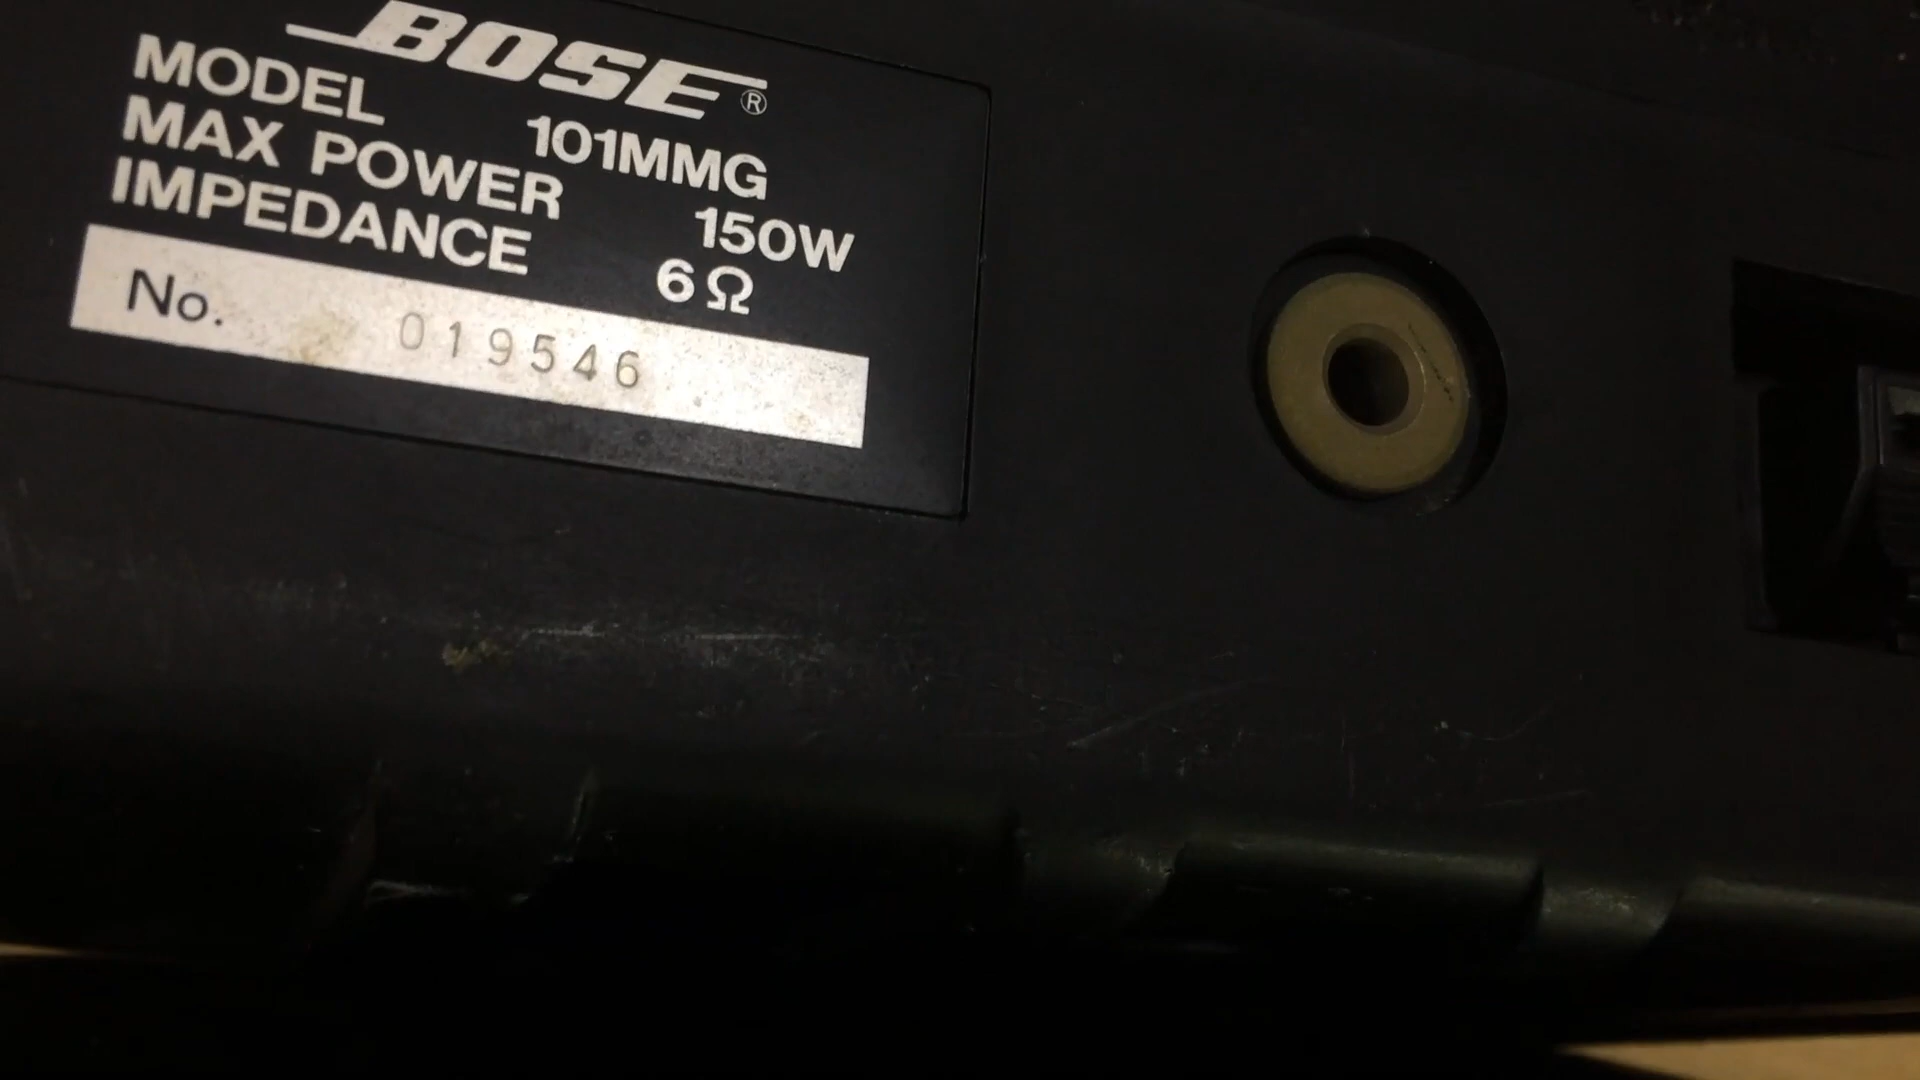 BOSE®
MODEL 101MMG
MAX POWER 150W
IMPEDANCE 6Ω
No. 019546